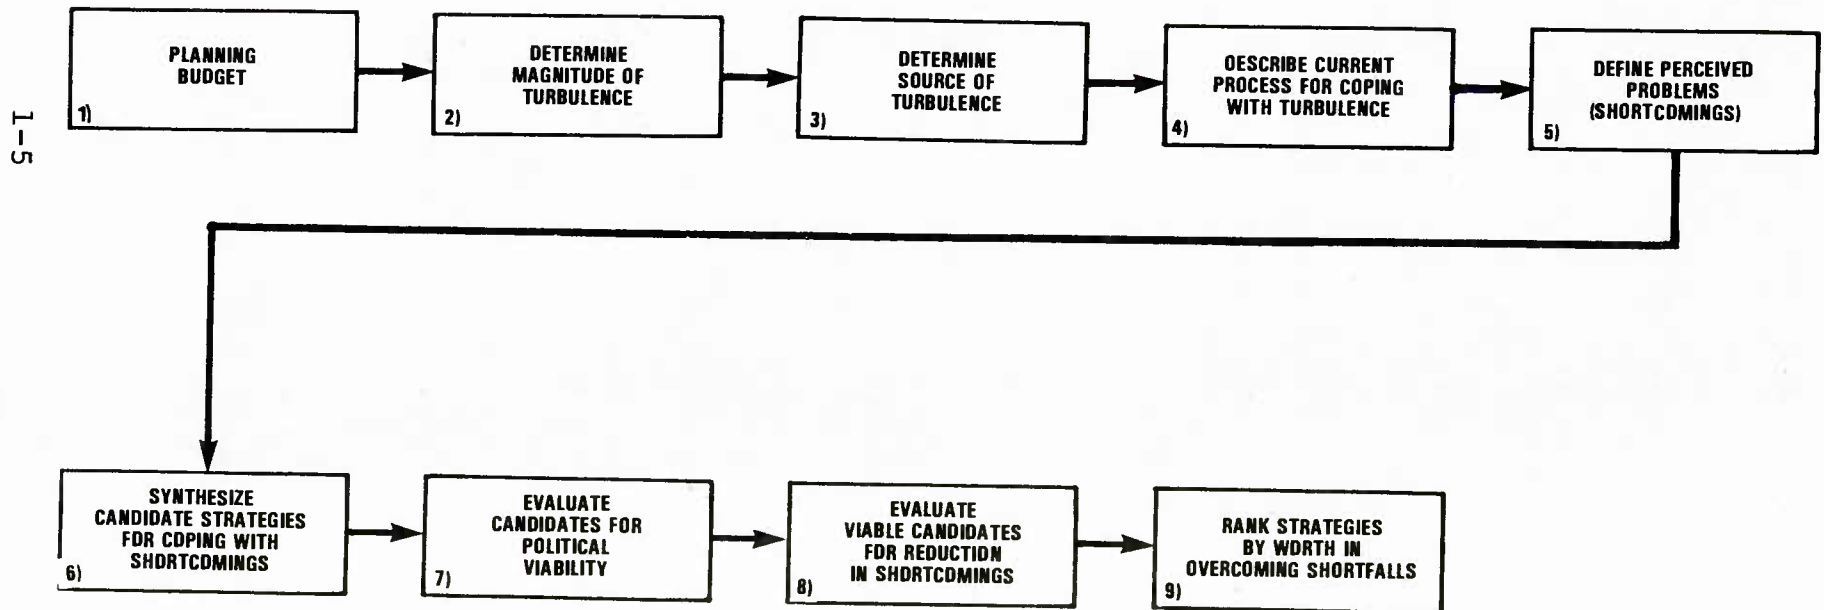 1-5
PLANNING
BUDGET
1)
DETERMINE
MAGNITUDE OF
TURBULENCE
2)
DETERMINE
SOURCE OF
TURBULENCE
3)
OESCRIBE CURRENT
PROCESS FOR COPING
WITH TURBULENCE
4)
DEFINE PERCEIVED
PROBLEMS
(SHORTCDMINGS)
5)
SYNTHESIZE
CANDIDATE STRATEGIES
FDR CDPING WITH
SHDRTCDMINGS
6)
EVALUATE
CANDIDATES FOR
POLITICAL
VIABILITY
7)
EVALUATE
VIABLE CANDIDATES
FDR REDUCTION
IN SHDRTCDMINGS
8)
RANK STRATEGIES
BY WDRTH IN
OVERCOMING SHORTFALLS
9)